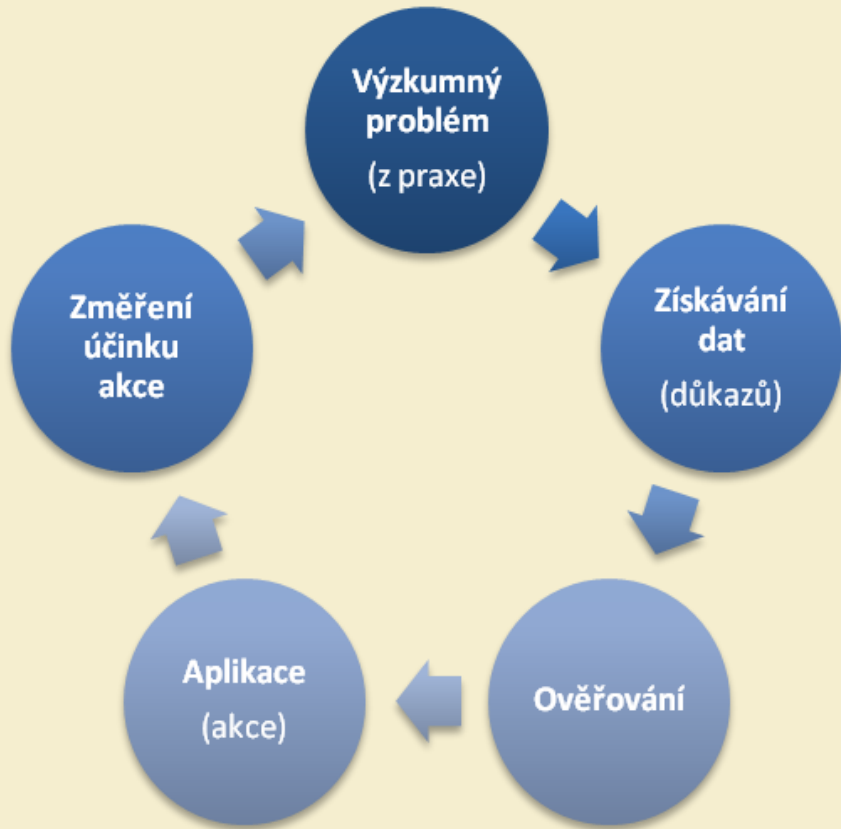 Výzkumný
problém
(z praxe)
Získávání
dat
(důkazů)
Ověřování
Aplikace
(akce)
Změření
účinku
akce